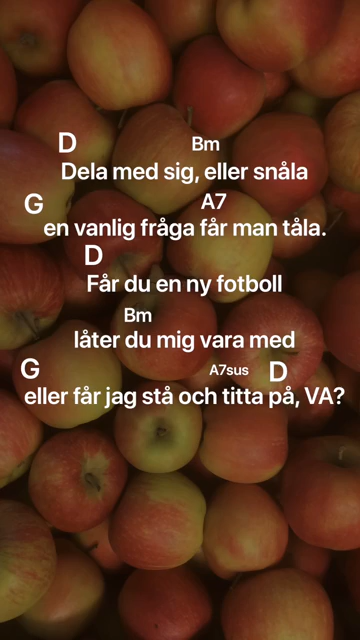 D Bm
Dela med sig, eller snåla
G A7
en vanlig fråga får man tåla.
D
Får du en ny fotboll
Bm
låter du mig vara med
G A7sus D
eller får jag stå och titta på, VA?